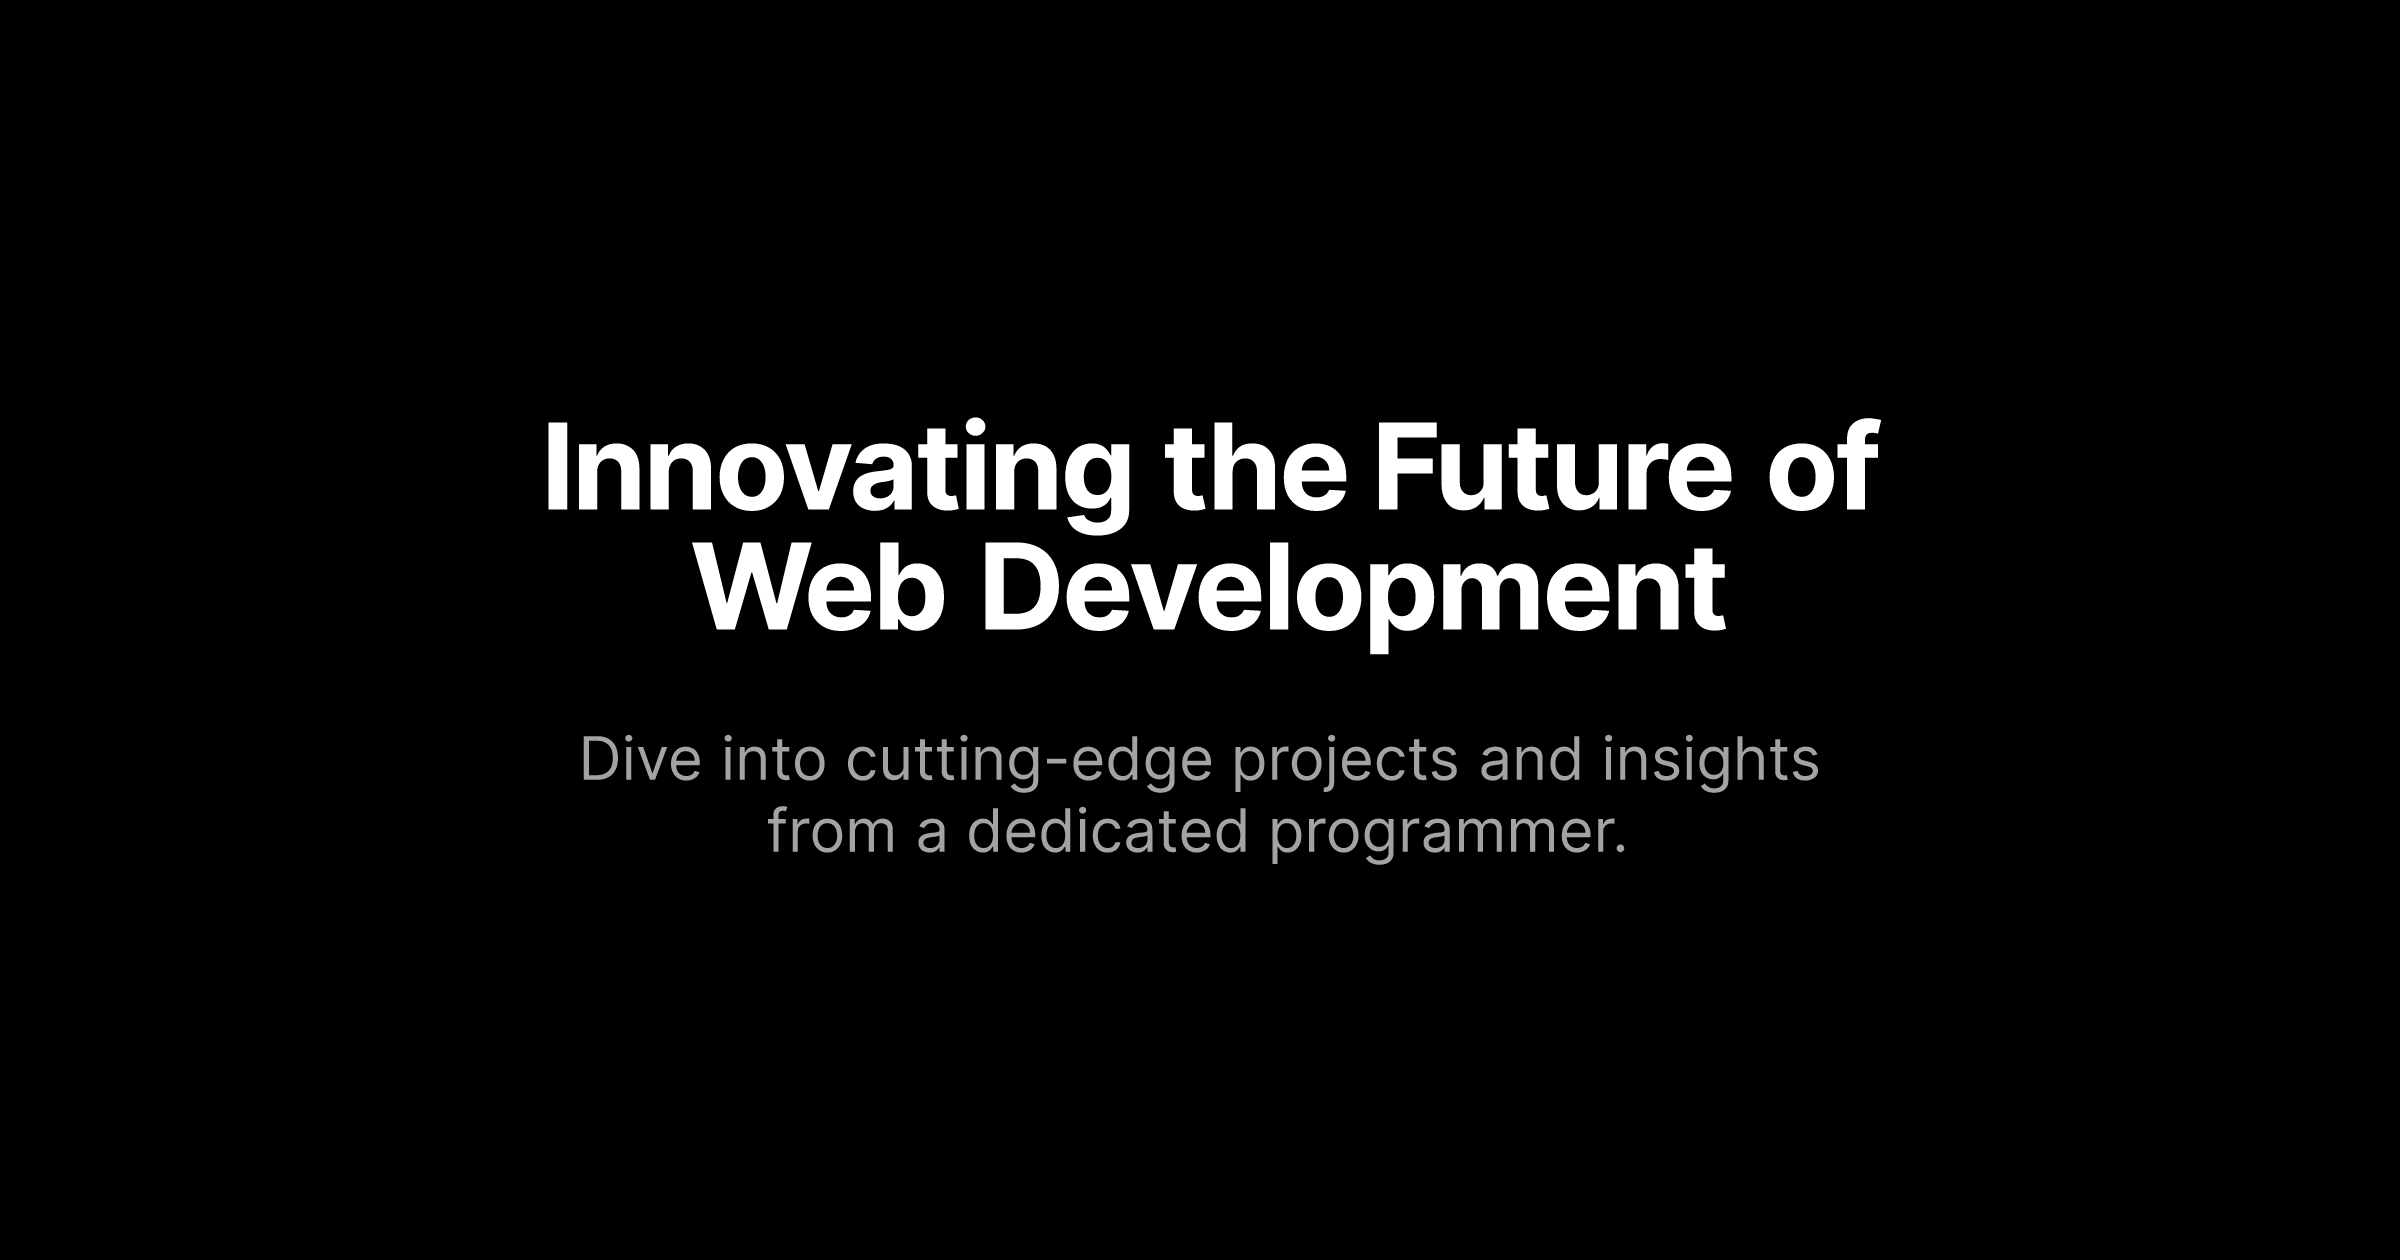 Innovating the Future of
Web Development
Dive into cutting-edge projects and insights
from a dedicated programmer.